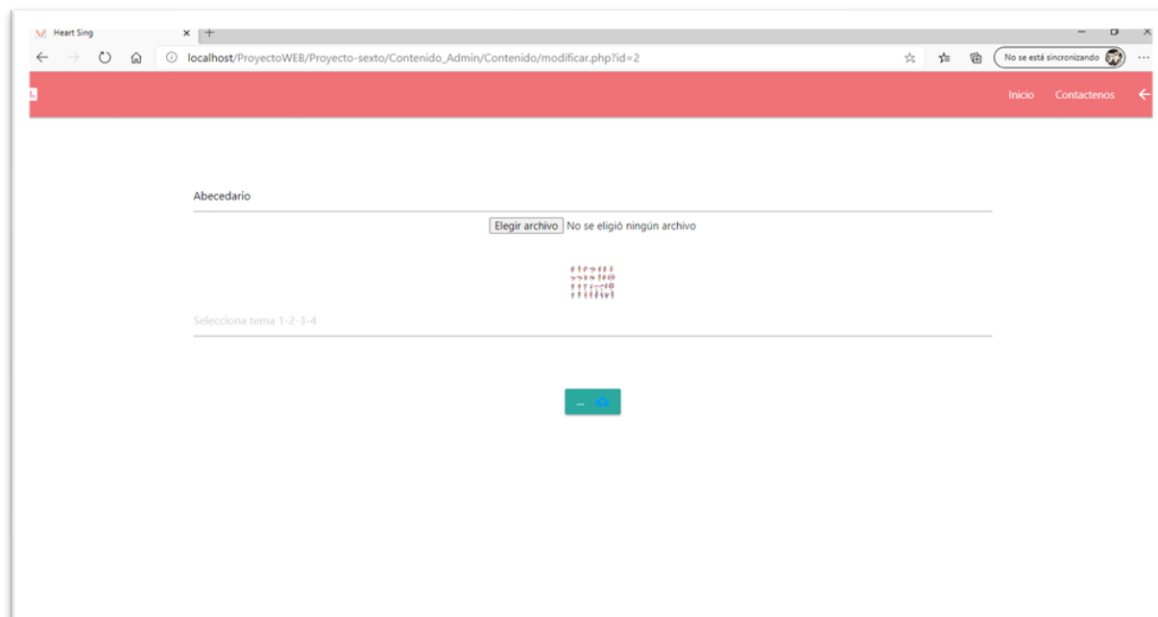 Heart Sing
localhost/ProyectoWEB/Proyecto-sexto/Contenido_Admin/Contenido/modificar.php?id=2
No se está sincronizando
Inicio Contactenos
Abecedario
Elegir archivo No se eligió ningún archivo
Selecciona tema 1-2-3-4
...